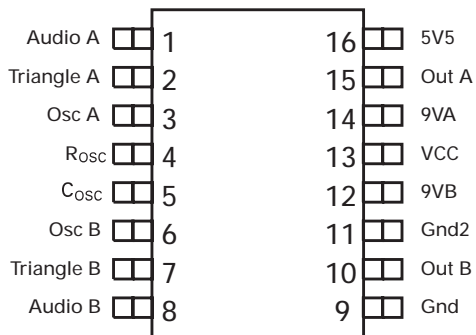 Audio A 1 16 5V5
Triangle A 2 15 Out A
Osc A 3 14 9VA
ROSC 4 13 VCC
COSC 5 12 9VB
Osc B 6 11 Gnd2
Triangle B 7 10 Out B
Audio B 8 9 Gnd